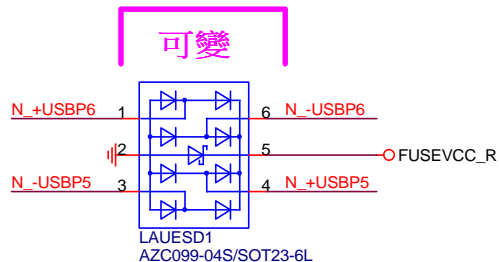 可變
N_+USBP6 1 6 N_-USBP6
2 5 FUSEVCC_R
N_-USBP5 3 4 N_+USBP5
LAUESD1
AZC099-04S/SOT23-6L